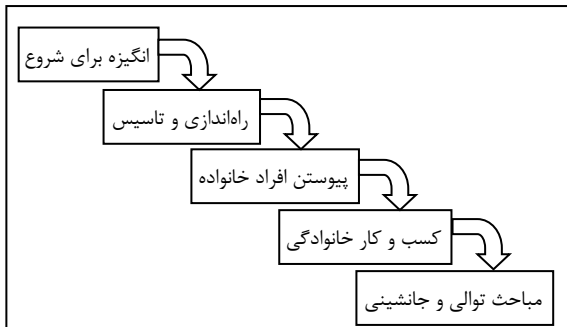 انگیزه برای شروع
راه‌اندازی و تاسیس
پیوستن افراد خانواده
کسب و کار خانوادگی
مباحث توالی و جانشینی